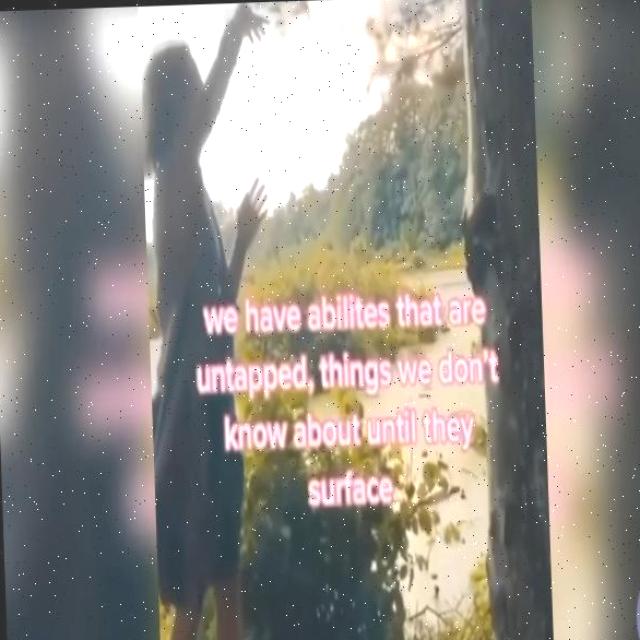 we have abilites that are
untapped, things we don't
know about until they
surface.